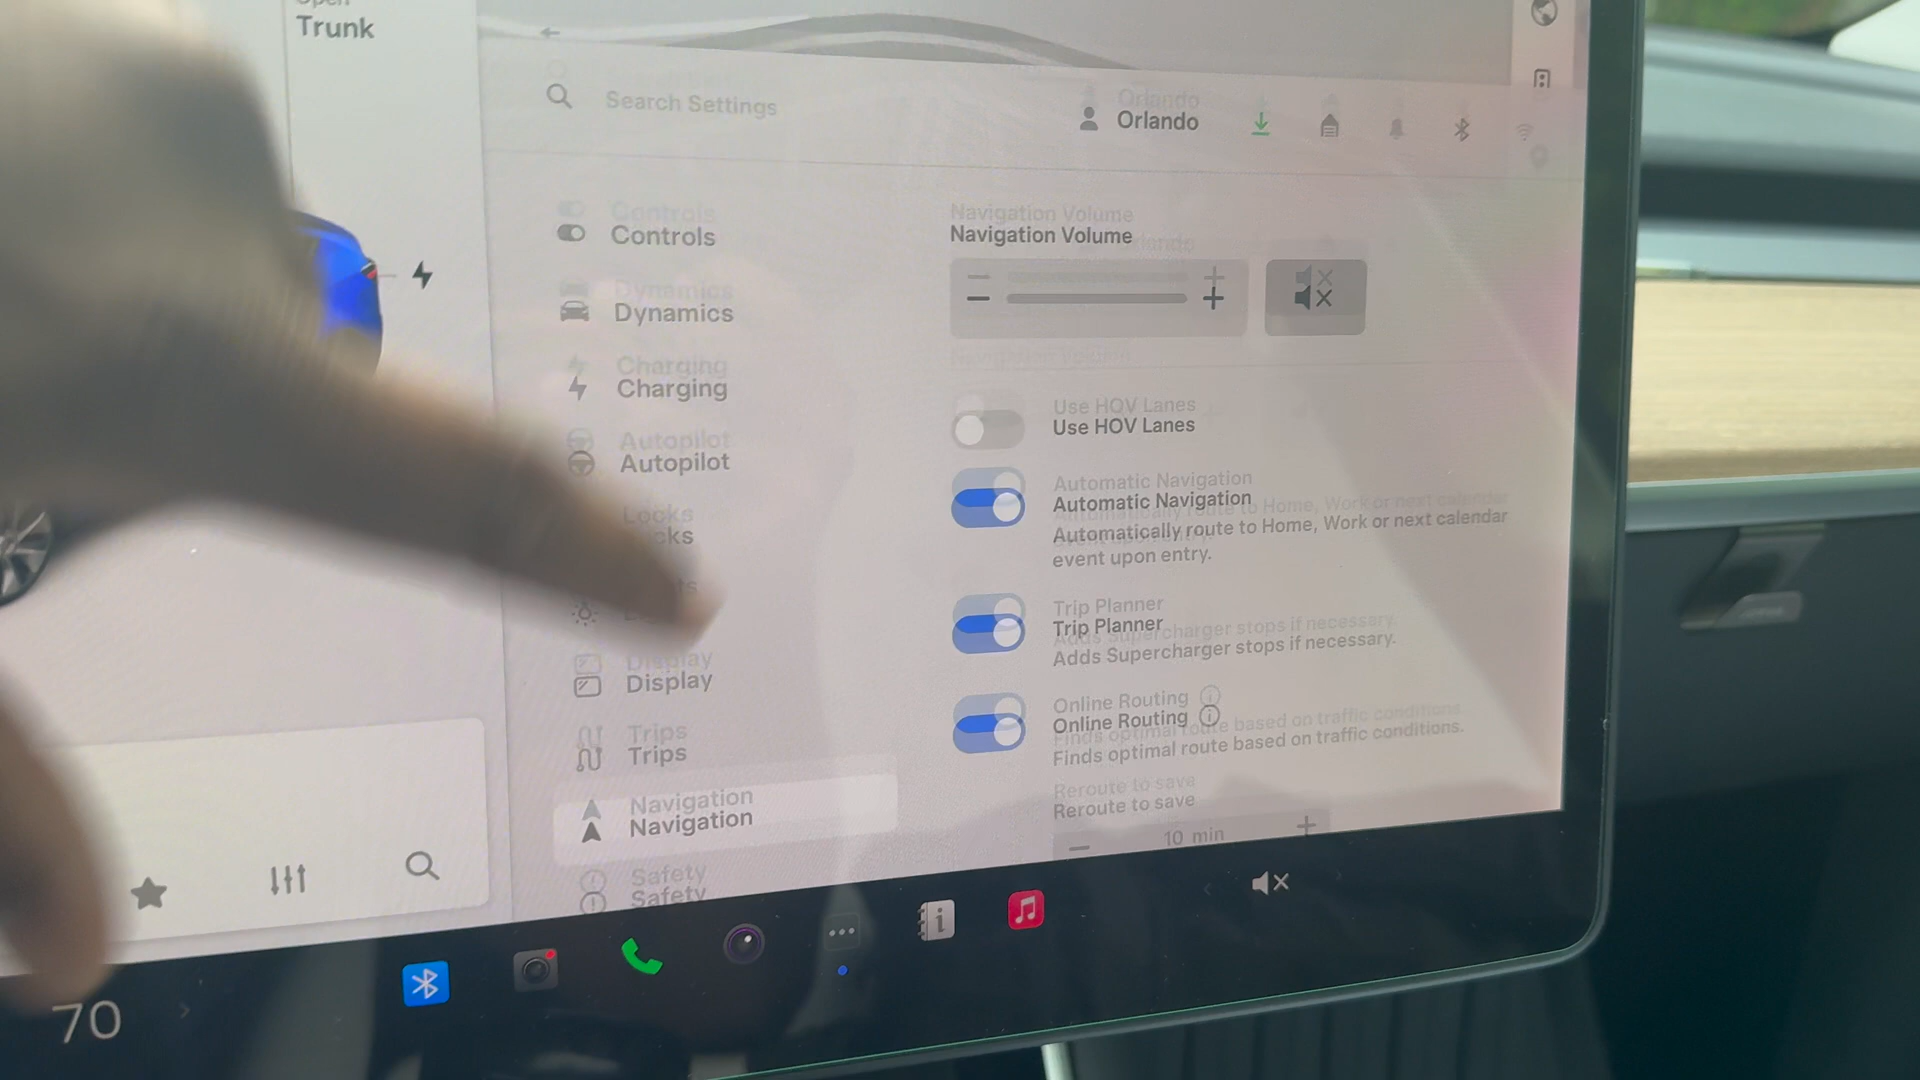 Trunk
Search Settings
Orlando
Controls
Dynamics
Charging
Autopilot
Locks
Display
Trips
Navigation
Safety
Navigation Volume
Use HOV Lanes
Automatic Navigation
Automatically route to Home, Work or next calendar
event upon entry.
Trip Planner
Adds Supercharger stops if necessary.
Online Routing
Finds optimal route based on traffic conditions.
Reroute to save
10 min
70